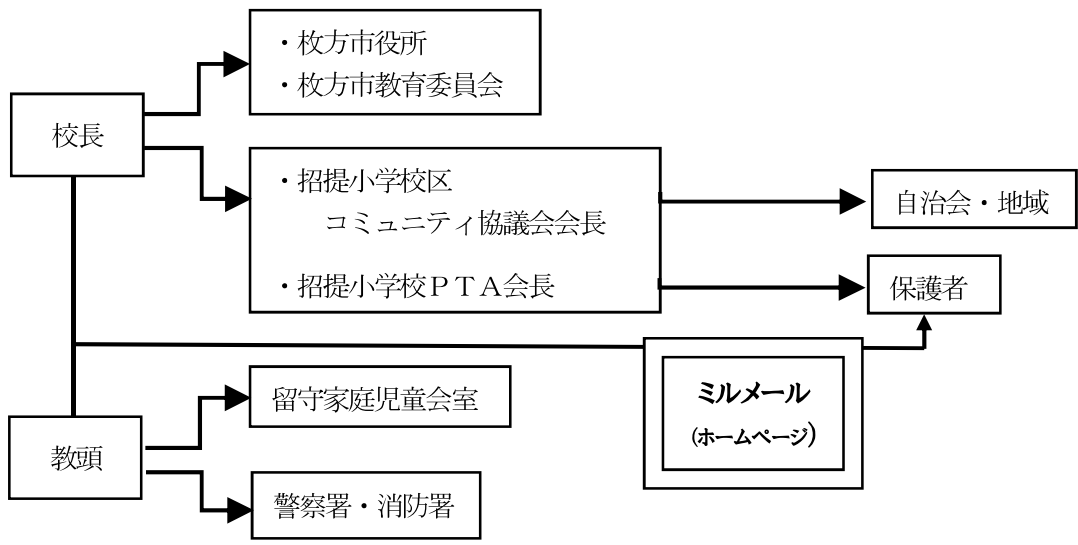 ・枚方市役所
・枚方市教育委員会
校長
・招提小学校区
コミュニティ協議会会長
・招提小学校ＰＴＡ会長
自治会・地域
保護者
ミルメール
(ホームページ)
留守家庭児童会室
教頭
警察署・消防署